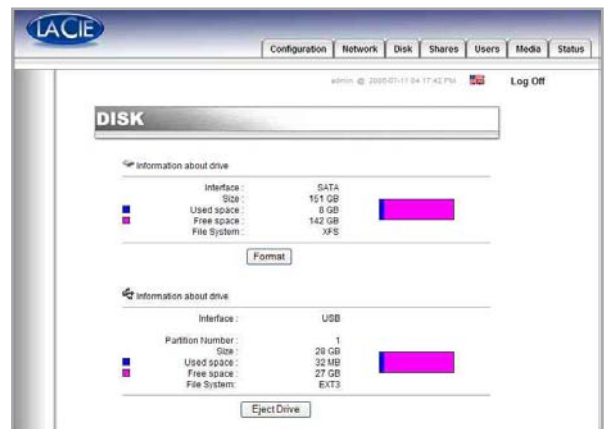 LACIE
Configuration Network Disk Shares Users Media Status
Log Off
DISK
Information about drive
Interface : SATA
Size : 151 GB
Used space : 8 GB
Free space : 142 GB
File System : XFS
Format
Information about drive
Interface : USB
Partition Number : 1
Size : 28 GB
Used space : 32 MB
Free space : 27 GB
File System: EXT3
Eject Drive